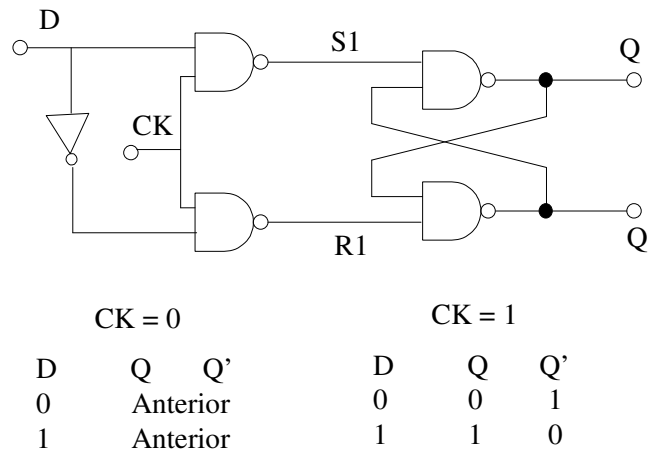 D
S1
Q
CK
R1
Q
CK = 0
CK = 1
D Q Q’
0 Anterior
1 Anterior
D Q Q’
0 0 1
1 1 0